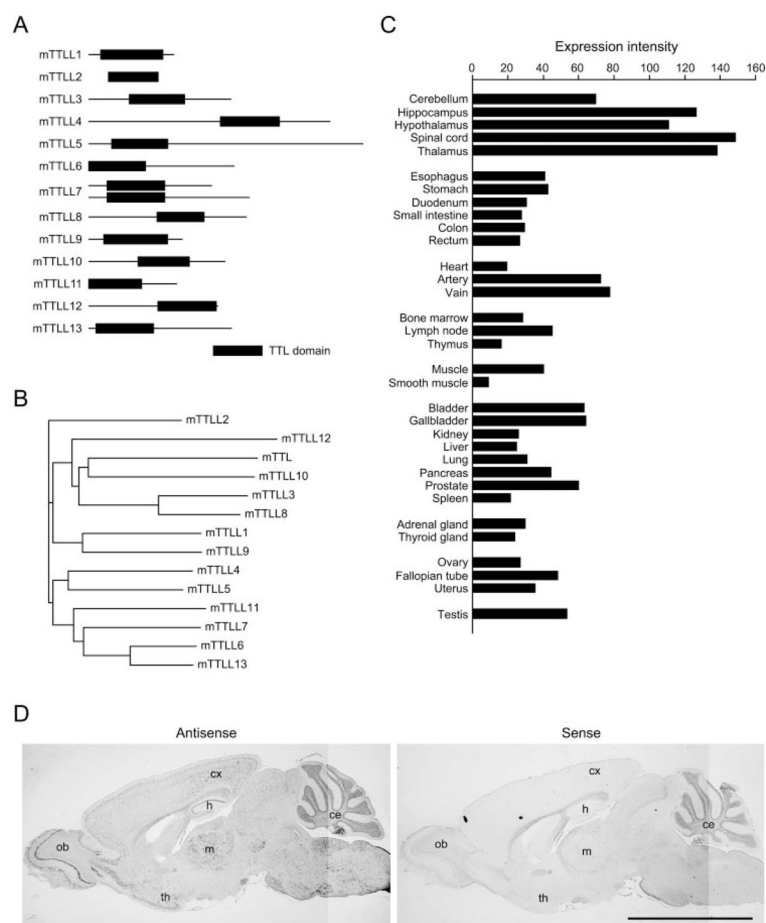 A
mTTLL1
mTTLL2
mTTLL3
mTTLL4
mTTLL5
mTTLL6
mTTLL7
mTTLL8
mTTLL9
mTTLL10
mTTLL11
mTTLL12
mTTLL13
TTL domain
B
mTTLL2
mTTLL12
mTTL
mTTLL10
mTTLL3
mTTLL8
mTTLL1
mTTLL9
mTTLL4
mTTLL5
mTTLL11
mTTLL7
mTTLL6
mTTLL13
C
Expression intensity
0 20 40 60 80 100 120 140 160
Cerebellum
Hippocampus
Hypothalamus
Spinal cord
Thalamus
Esophagus
Stomach
Duodenum
Small intestine
Colon
Rectum
Heart
Artery
Vain
Bone marrow
Lymph node
Thymus
Muscle
Smooth muscle
Bladder
Gallbladder
Kidney
Liver
Lung
Pancreas
Prostate
Spleen
Adrenal gland
Thyroid gland
Ovary
Fallopian tube
Uterus
Testis
D
Antisense
cx
h
ce
ob
m
th
Sense
cx
h
ce
ob
m
th